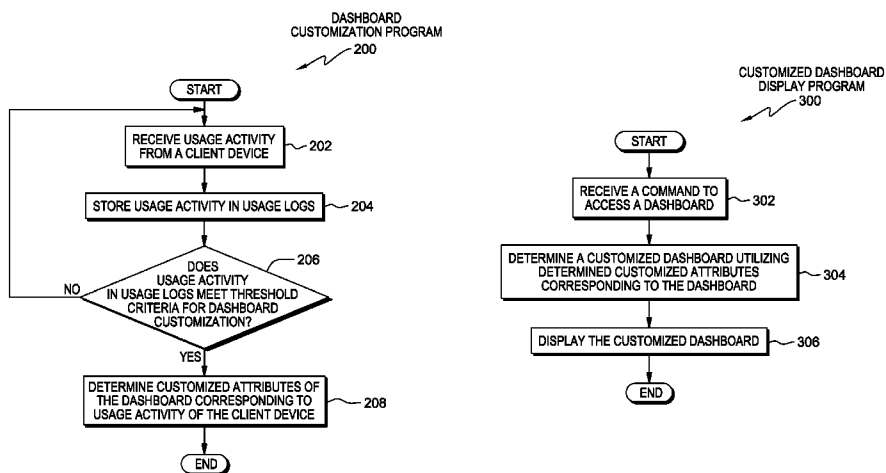 DASHBOARD
CUSTOMIZATION PROGRAM
200
START
RECEIVE USAGE ACTIVITY
FROM A CLIENT DEVICE
202
STORE USAGE ACTIVITY IN USAGE LOGS
204
206
DOES
USAGE ACTIVITY
IN USAGE LOGS MEET THRESHOLD
CRITERIA FOR DASHBOARD
CUSTOMIZATION?
NO
YES
DETERMINE CUSTOMIZED ATTRIBUTES OF
THE DASHBOARD CORRESPONDING TO
USAGE ACTIVITY OF THE CLIENT DEVICE
208
END
CUSTOMIZED DASHBOARD
DISPLAY PROGRAM
300
START
RECEIVE A COMMAND TO
ACCESS A DASHBOARD
302
DETERMINE A CUSTOMIZED DASHBOARD UTILIZING
DETERMINED CUSTOMIZED ATTRIBUTES
CORRESPONDING TO THE DASHBOARD
304
DISPLAY THE CUSTOMIZED DASHBOARD
306
END